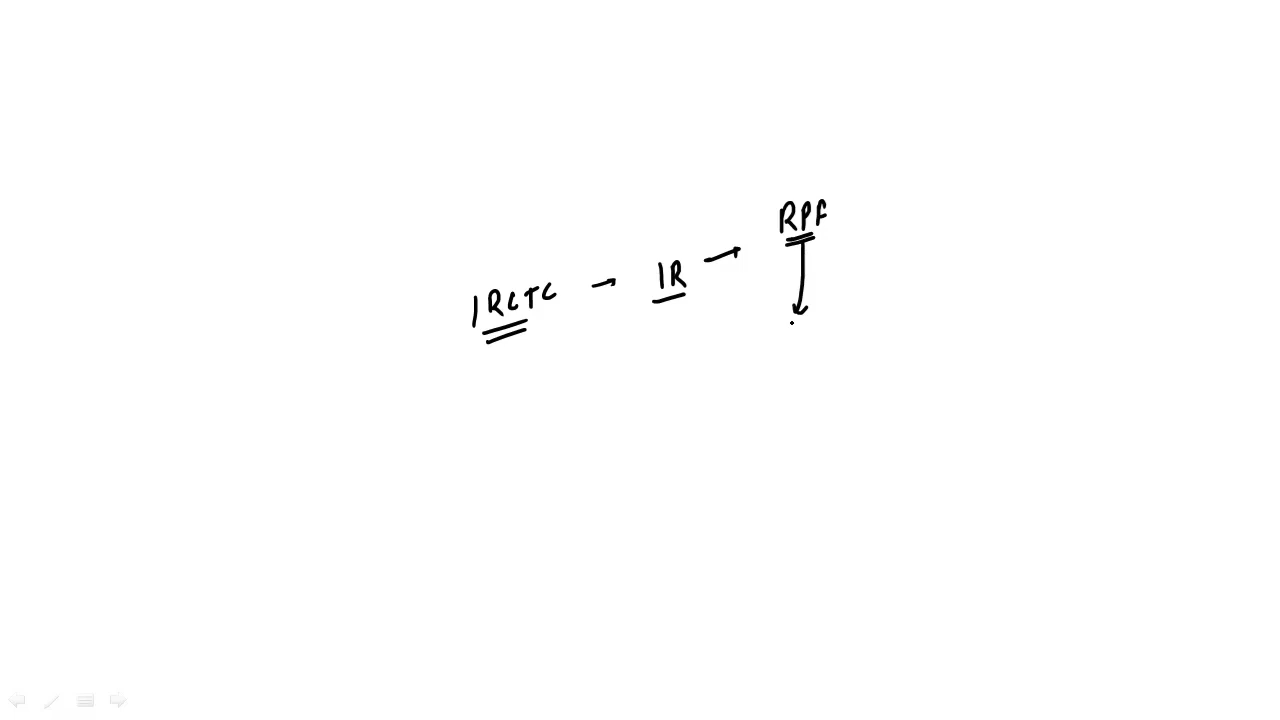 IRCTC → IR → RPF